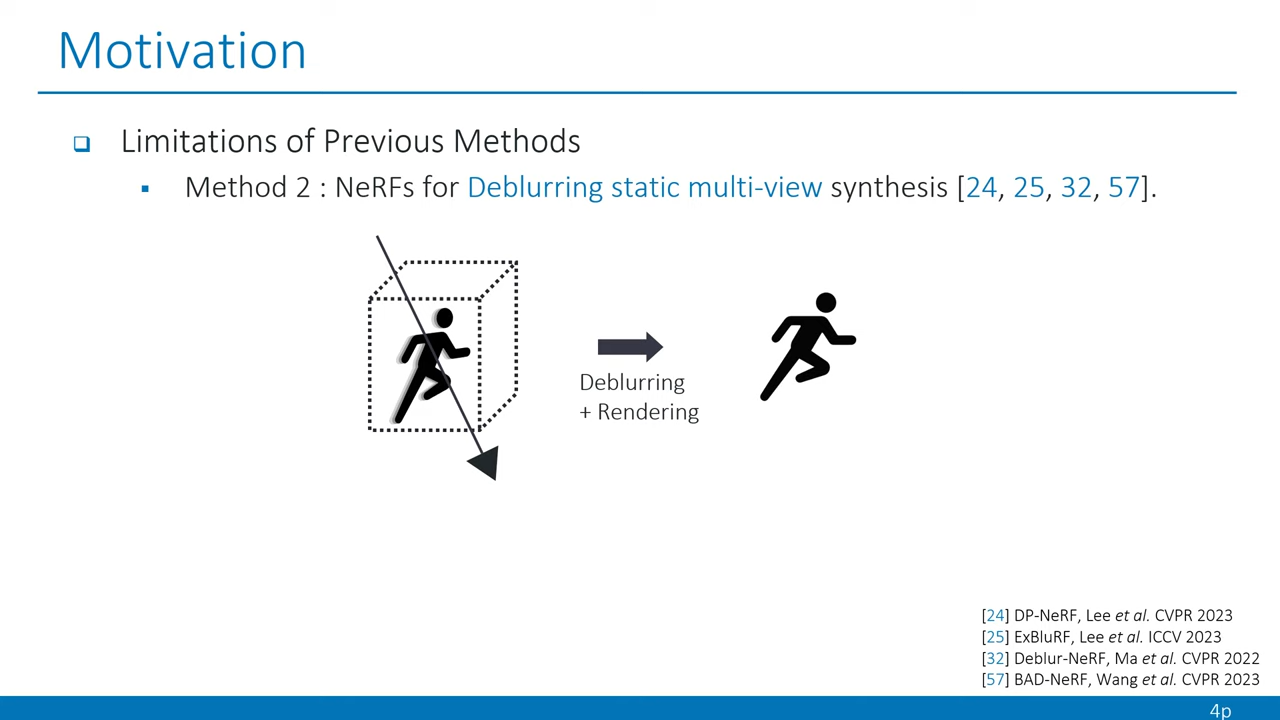 Motivation
Limitations of Previous Methods
Method 2 : NeRFs for Deblurring static multi-view synthesis [24, 25, 32, 57].
Deblurring
+ Rendering
[24] DP-NeRF, Lee et al. CVPR 2023
[25] ExBluRF, Lee et al. ICCV 2023
[32] Deblur-NeRF, Ma et al. CVPR 2022
[57] BAD-NeRF, Wang et al. CVPR 2023
4p